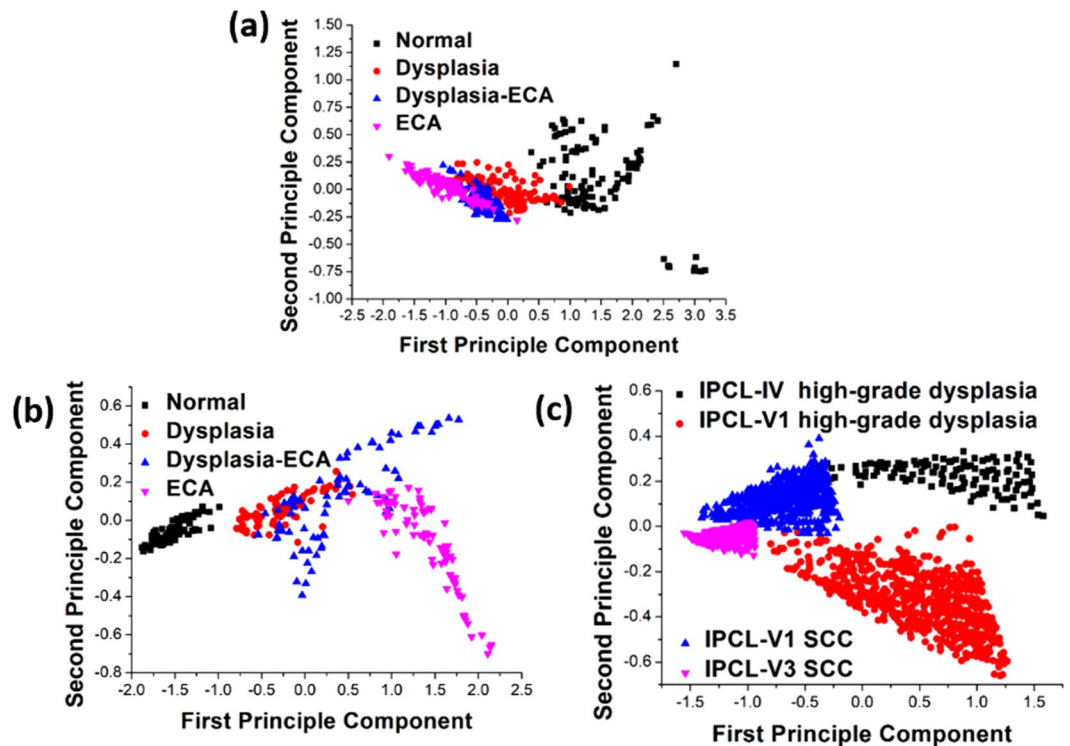 (a)
Normal
Dysplasia
Dysplasia-ECA
ECA
Second Principle Component
1.50
1.25
1.00
0.75
0.50
0.25
0.00
-0.25
-0.50
-0.75
-1.00
-2.5 -2.0 -1.5 -1.0 -0.5 0.0 0.5 1.0 1.5 2.0 2.5 3.0 3.5
First Principle Component
(b)
Normal
Dysplasia
Dysplasia-ECA
ECA
Second Principle Component
0.6
0.4
0.2
0.0
-0.2
-0.4
-0.6
-0.8
-2.0 -1.5 -1.0 -0.5 0.0 0.5 1.0 1.5 2.0 2.5
First Principle Component
(c)
IPCL-IV high-grade dysplasia
IPCL-V1 high-grade dysplasia
Second Principle Component
0.6
0.4
0.2
0.0
-0.2
-0.4
-0.6
IPCL-V1 SCC
IPCL-V3 SCC
-1.5 -1.0 -0.5 0.0 0.5 1.0 1.5
First Principle Component